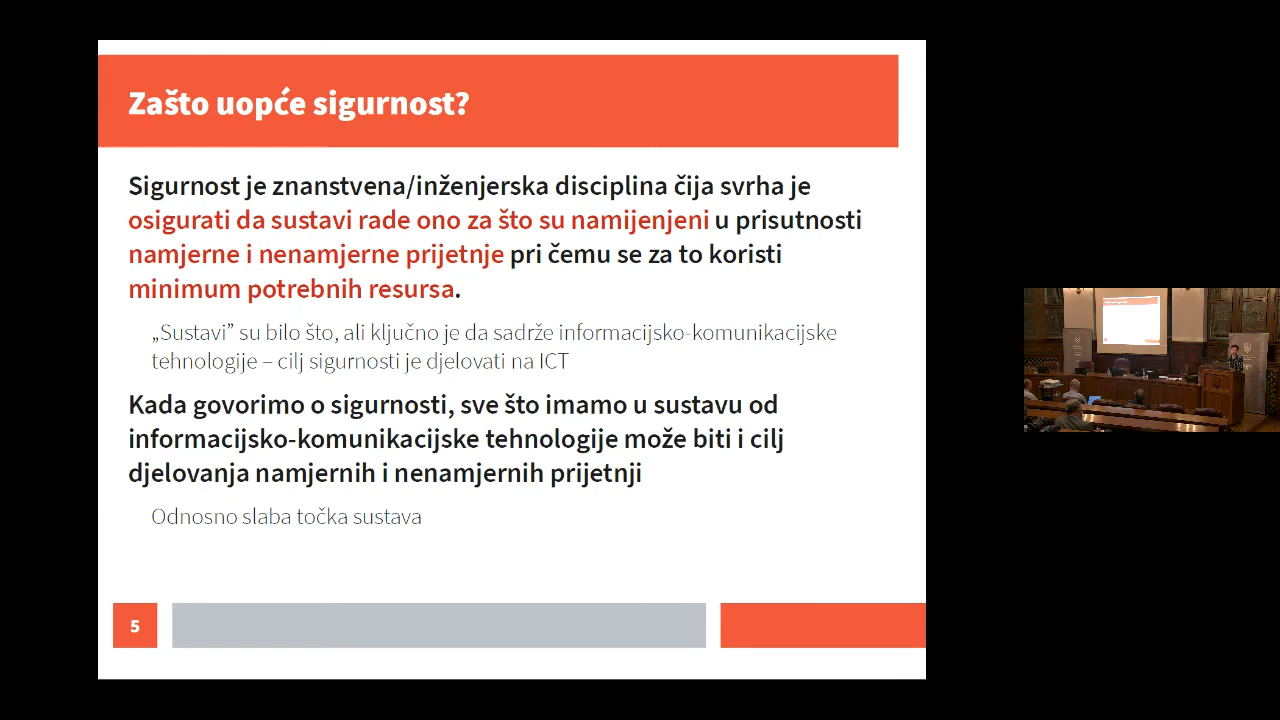 Zašto uopće sigurnost?
Sigurnost je znanstvena/inženjerska disciplina čija svrha je
osigurati da sustavi rade ono za što su namijenjeni u prisutnosti
namjerne i nenamjerne prijetnje pri čemu se za to koristi
minimum potrebnih resursa.
„Sustavi” su bilo što, ali ključno je da sadrže informacijsko-komunikacijske
tehnologije – cilj sigurnosti je djelovati na ICT
Kada govorimo o sigurnosti, sve što imamo u sustavu od
informacijsko-komunikacijske tehnologije može biti i cilj
djelovanja namjernih i nenamjernih prijetnji
Odnosno slaba točka sustava
5